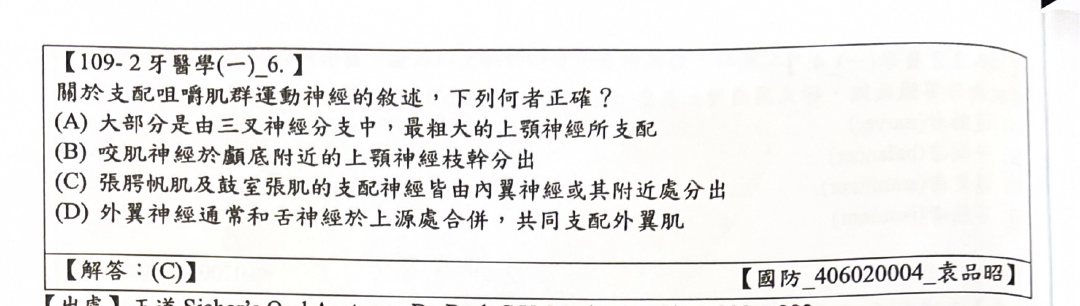 【109-2 牙醫學(一)_6.】
關於支配咀嚼肌群運動神經的敘述,下列何者正確?
(A) 大部分是由三叉神經分支中,最粗大的上顎神經所支配
(B) 咬肌神經於顱底附近的上顎神經枝幹分出
(C) 張腭帆肌及鼓室張肌的支配神經皆由內翼神經或其附近處分出
(D) 外翼神經通常和舌神經於上源處合併,共同支配外翼肌
【解答:(C)】
【國防_406020004_袁品昭】